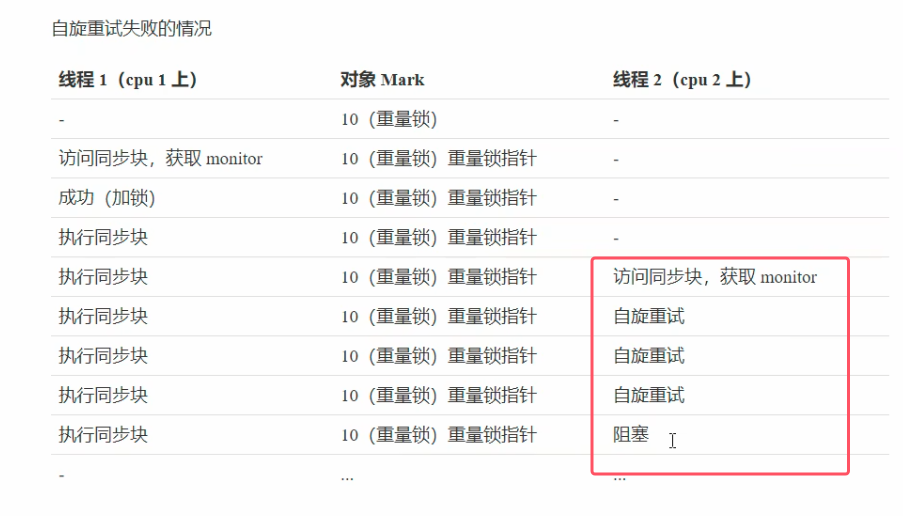 自旋重试失败的情况
线程 1（cpu 1 上） 对象 Mark 线程 2（cpu 2 上）
- 10（重量锁） -
访问同步块，获取 monitor 10（重量锁）重量锁指针 -
成功（加锁） 10（重量锁）重量锁指针 -
执行同步块 10（重量锁）重量锁指针 -
执行同步块 10（重量锁）重量锁指针 访问同步块，获取 monitor
执行同步块 10（重量锁）重量锁指针 自旋重试
执行同步块 10（重量锁）重量锁指针 自旋重试
执行同步块 10（重量锁）重量锁指针 自旋重试
执行同步块 10（重量锁）重量锁指针 阻塞
- ... ...